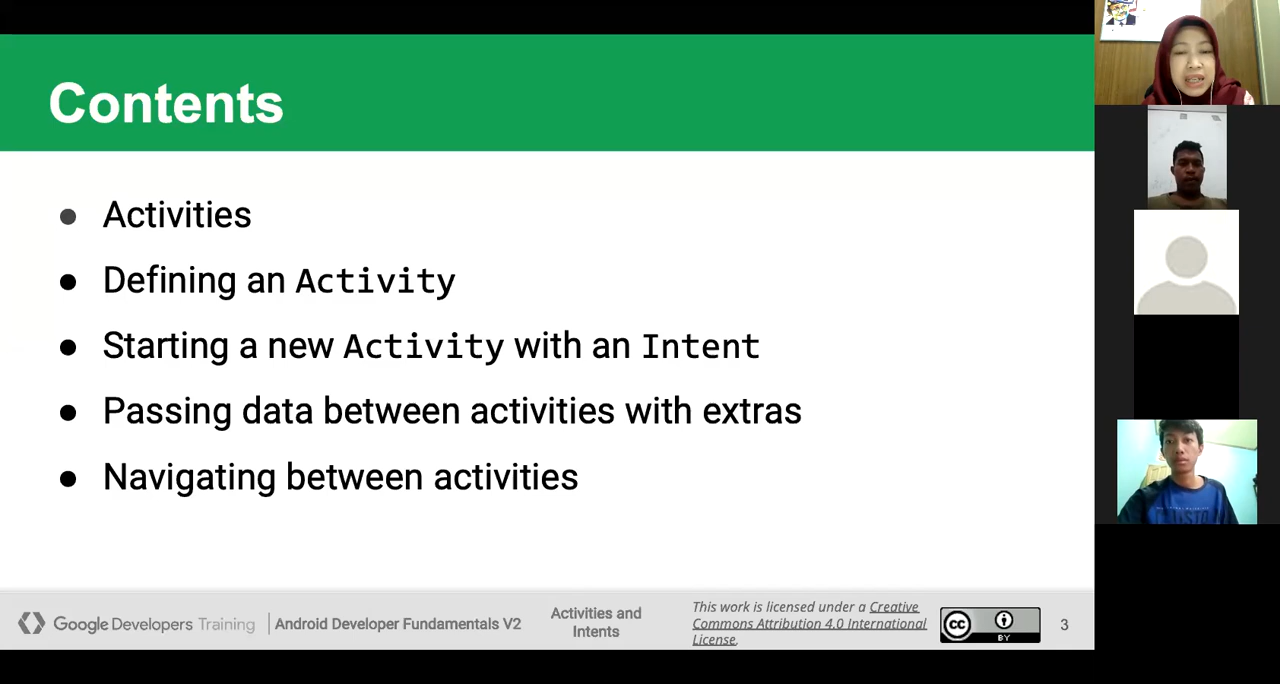 Contents
Activities
Defining an Activity
Starting a new Activity with an Intent
Passing data between activities with extras
Navigating between activities
Google Developers Training
Android Developer Fundamentals V2
Activities and
Intents
This work is licensed under a Creative
Commons Attribution 4.0 International
License.
cc
BY
3